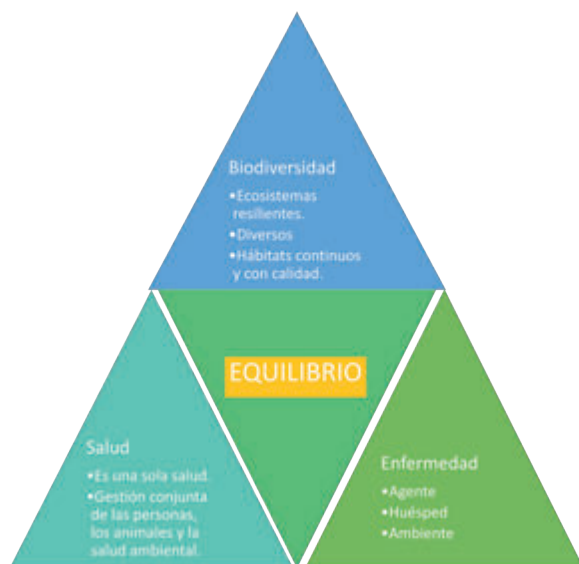 Biodiversidad
•Ecosistemas
resilientes.
•Diversos
•Hábitats continuos
y con calidad.
EQUILIBRIO
Salud
•Es una sola salud.
•Gestión conjunta
de las personas,
los animales y la
salud ambiental.
Enfermedad
•Agente
•Huésped
•Ambiente